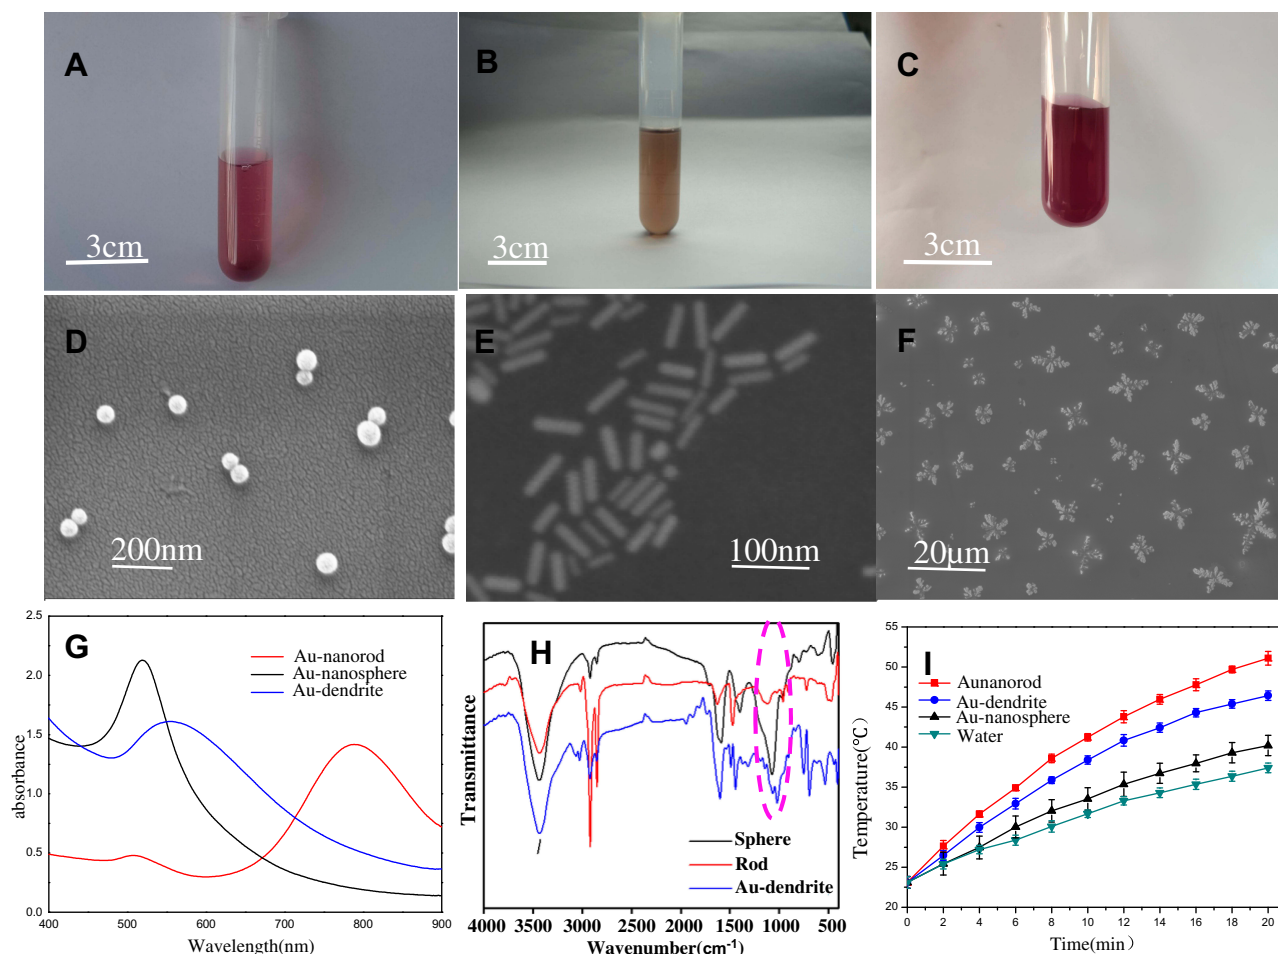 A
B
C
3cm
3cm
3cm
D
E
F
200nm
100nm
20μm
G
Au-nanorod
Au-nanosphere
Au-dendrite
absorbance
2.5
2.0
1.5
1.0
0.5
0.0
400 500 600 700 800 900
Wavelength(nm)
H
Transmittance
Sphere
Rod
Au-dendrite
4000 3500 3000 2500 2000 1500 1000 500
Wavenumber(cm-1)
I
Aunanorod
Au-dendrite
Au-nanosphere
Water
Temperature(℃)
55
50
45
40
35
30
25
20
0 2 4 6 8 10 12 14 16 18 20
Time(min）